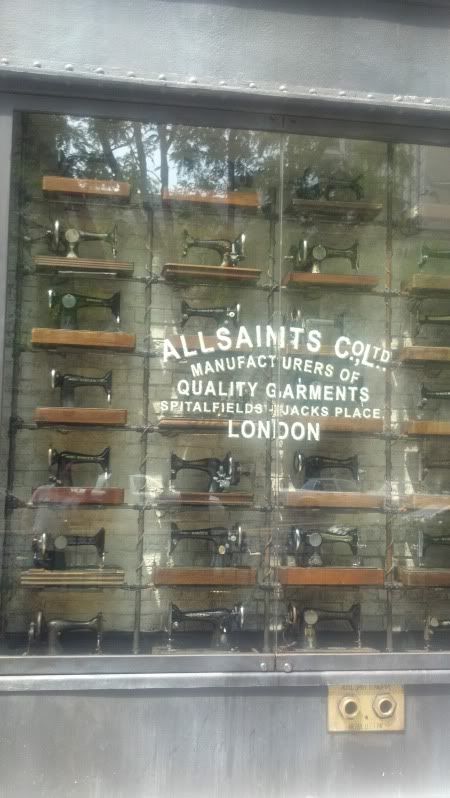 ALLSAINTS CO. LTD.
MANUFACTURERS OF
QUALITY GARMENTS
SPITALFIELDS - JACKS PLACE
LONDON